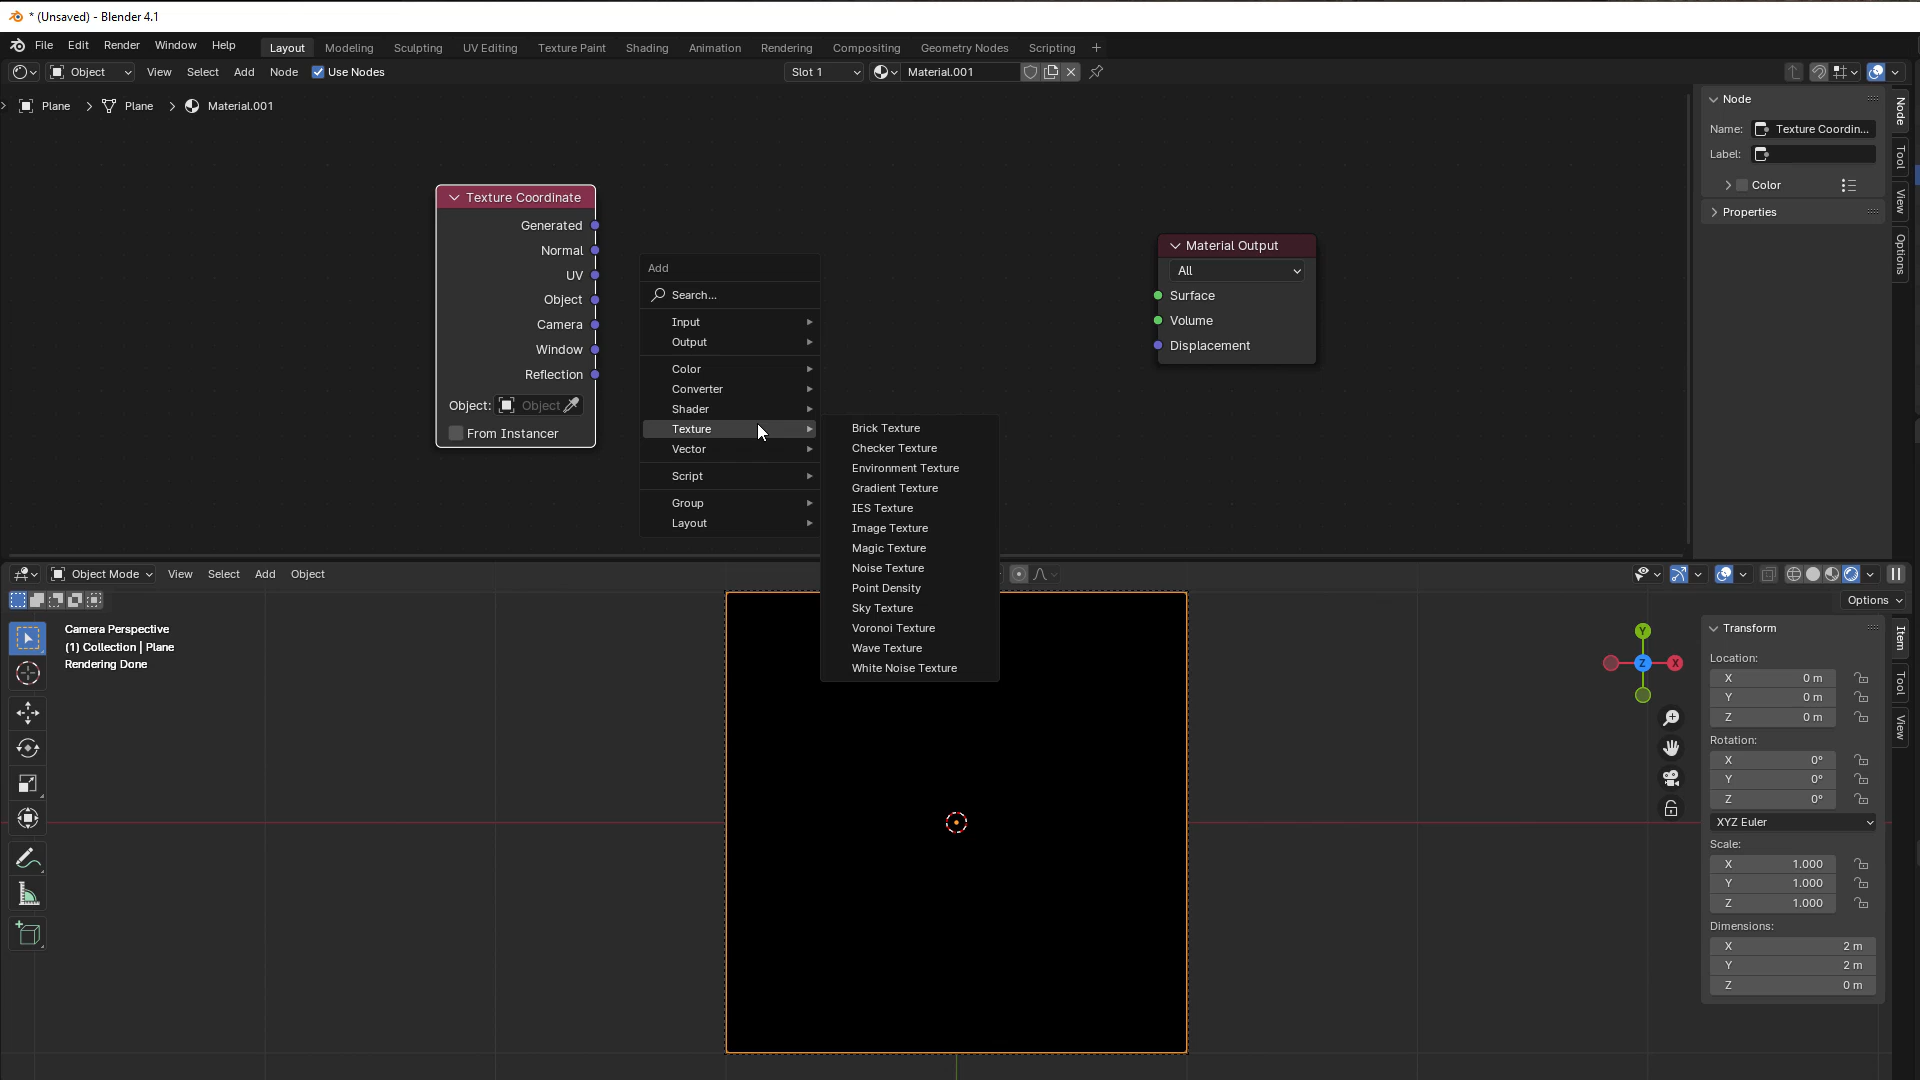 * (Unsaved) - Blender 4.1
File Edit Render Window Help Layout Modeling Sculpting UV Editing Texture Paint Shading Animation Rendering Compositing Geometry Nodes Scripting +
Object View Select Add Node Use Nodes Slot 1 Material.001
Plane > Plane > Material.001
Texture Coordinate
Generated
Normal
UV
Object
Camera
Window
Reflection
Object: Object
From Instancer
Add
Search...
Input
Output
Color
Converter
Shader
Texture
Vector
Script
Group
Layout
Brick Texture
Checker Texture
Environment Texture
Gradient Texture
IES Texture
Image Texture
Magic Texture
Noise Texture
Point Density
Sky Texture
Voronoi Texture
Wave Texture
White Noise Texture
Material Output
All
Surface
Volume
Displacement
Node
Name: Texture Coordin...
Label:
Color
Properties
Node
Tool
View
Options
Object Mode View Select Add Object
Options
Camera Perspective
(1) Collection | Plane
Rendering Done
Y
Z X
Transform
Location:
X 0 m
Y 0 m
Z 0 m
Rotation:
X 0°
Y 0°
Z 0°
XYZ Euler
Scale:
X 1.000
Y 1.000
Z 1.000
Dimensions:
X 2 m
Y 2 m
Z 0 m
Item
Tool
View